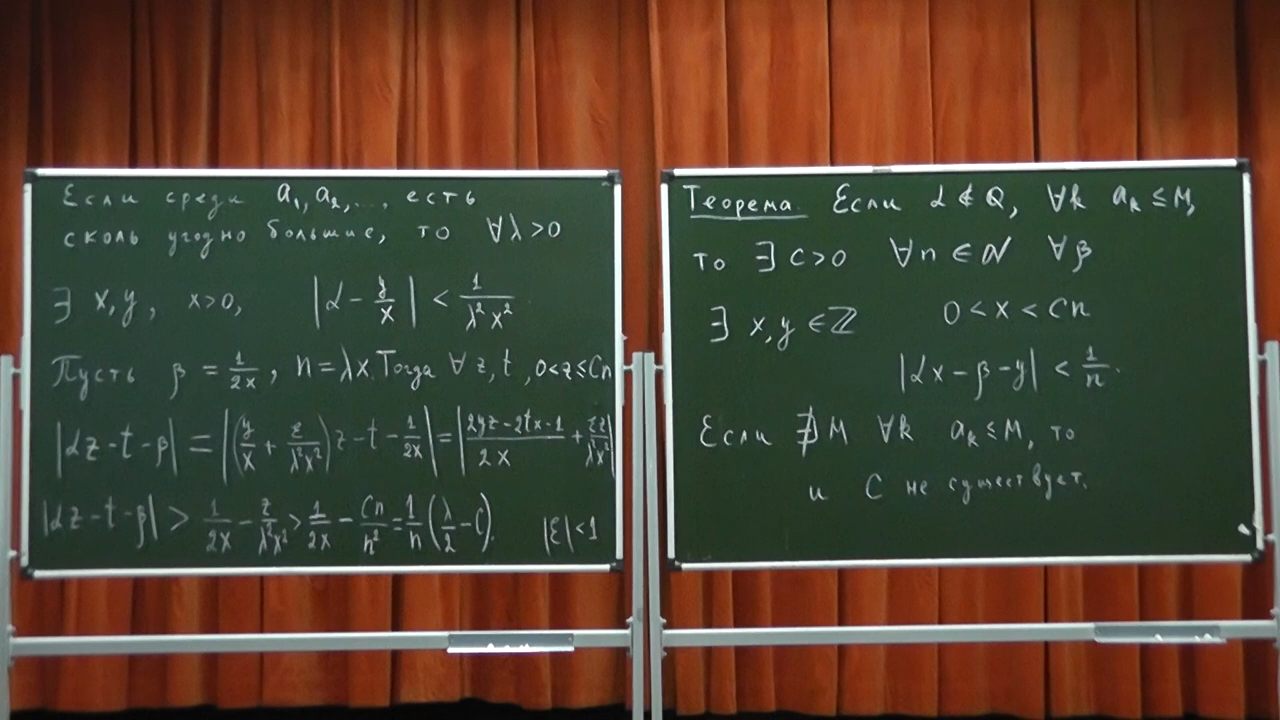 Если среди a₁, a₂, ..., есть
сколь угодно большие, то ∀λ>0
∃ x, y, x>0, |α - y/x| < 1/(λ²x²)
Пусть β = 1/(2x), n = λx. Тогда ∀ z, t, 0<z≤Cn
|αz - t - β| = |(y/x + ε/(λ²x²)) z - t - 1/(2x)| = |(2yz - 2tx - 1)/(2x) + εz/(λ²x²)|
|αz - t - β| > 1/(2x) - z/(λ²x²) > 1/(2x) - Cn/n² = 1/n (λ/2 - C). |ε|<1
Теорема. Если α ∉ Q, ∀k aₖ ≤ M,
то ∃ C>0 ∀n ∈ N ∀β
∃ x, y ∈ ℤ 0 < x < Cn
|αx - β - y| < 1/n.
Если ∄ M ∀k aₖ ≤ M, то
и C не существует.